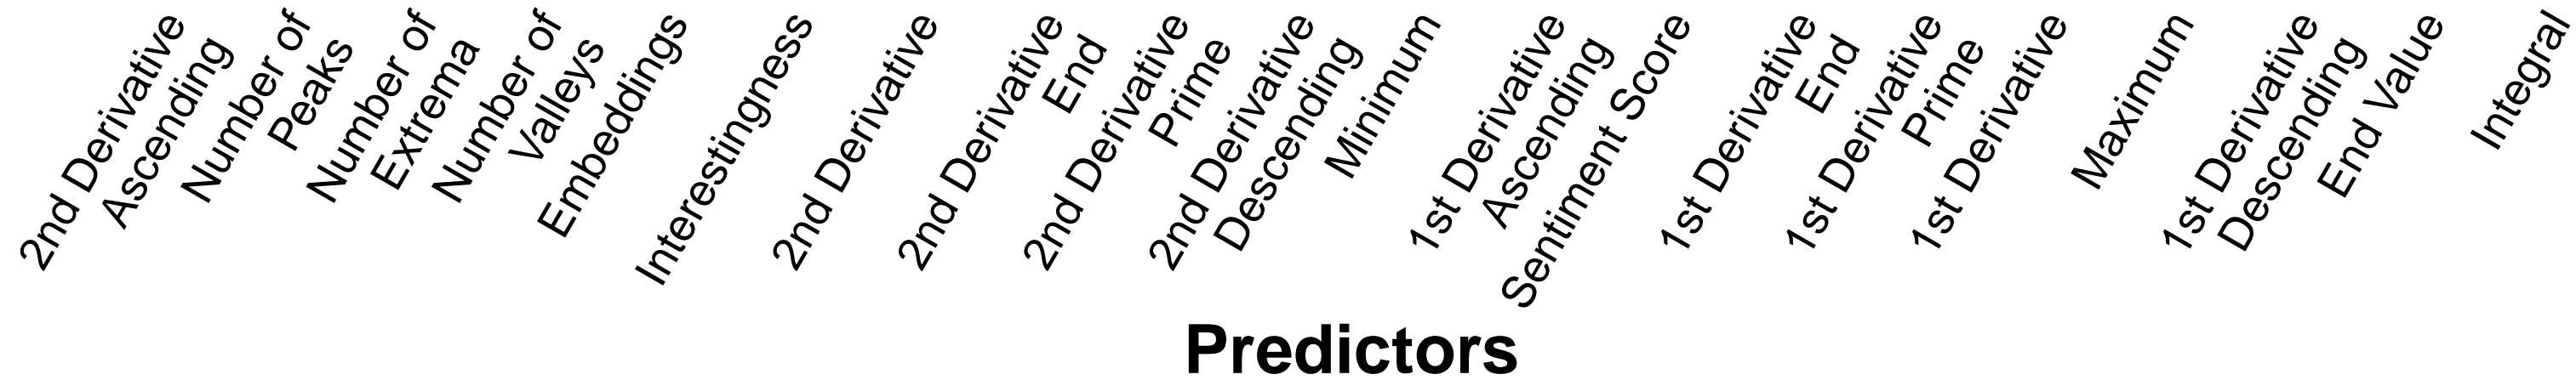 2nd Derivative
Ascending
Number of
Peaks
Number of
Extrema
Number of
Valleys
Embeddings
Interestingness
2nd Derivative
2nd Derivative
End
2nd Derivative
Prime
2nd Derivative
Descending
Minimum
1st Derivative
Ascending
Sentiment Score
1st Derivative
End
1st Derivative
Prime
1st Derivative
Maximum
1st Derivative
Descending
End Value
Integral
Predictors